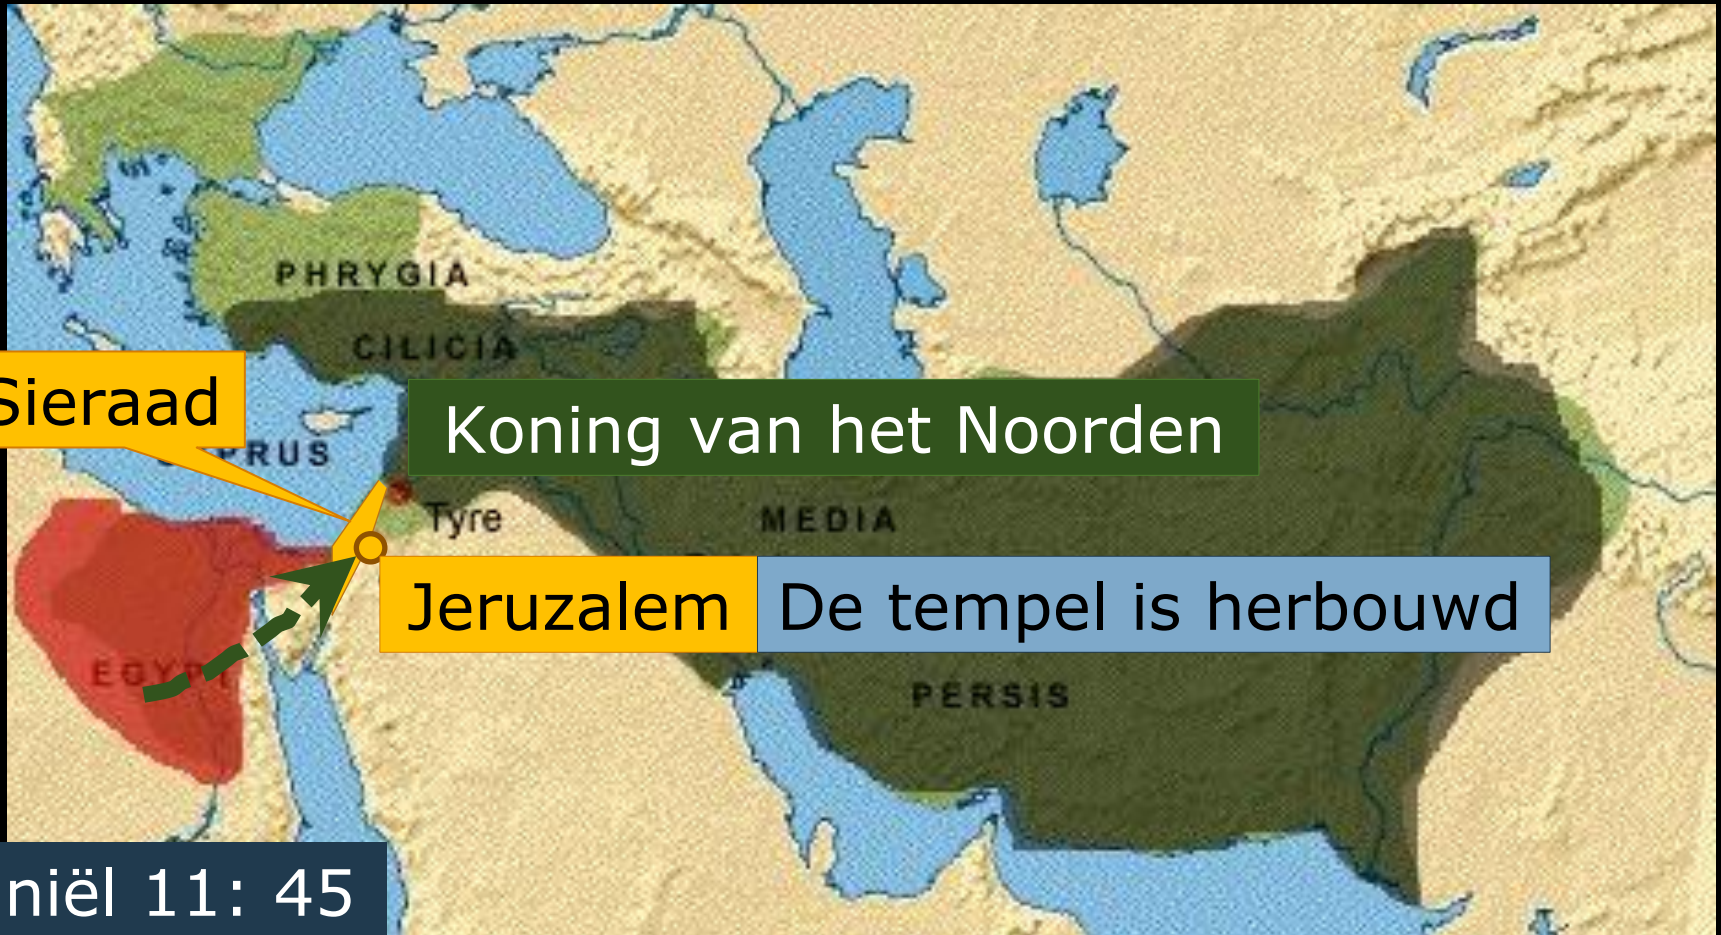 PHRYGIA
CILICIA
Sieraad
Koning van het Noorden
RUS
Tyre
MEDIA
Jeruzalem
De tempel is herbouwd
EGYPT
PERSIS
niël 11: 45